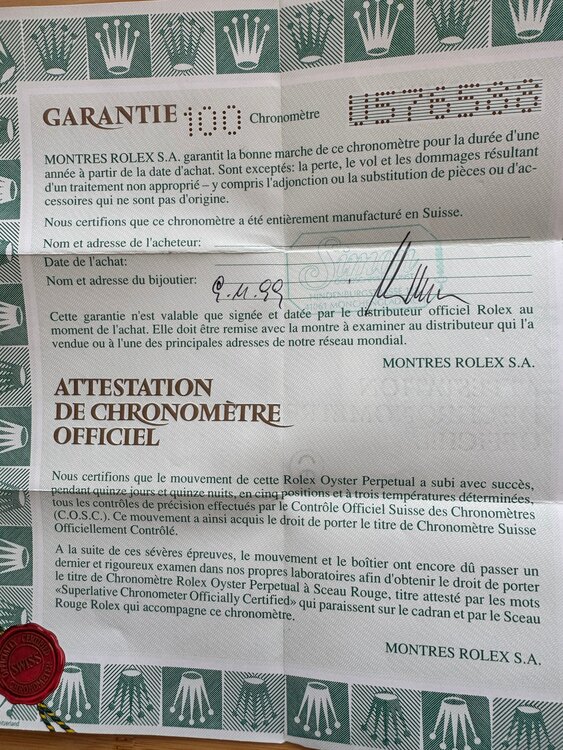 GARANTIE 100 Chronomètre U576588
MONTRES ROLEX S.A. garantit la bonne marche de ce chronomètre pour la durée d'une
année à partir de la date d'achat. Sont exceptés: la perte, le vol et les dommages résultant
d'un traitement non approprié – y compris l'adjonction ou la substitution de pièces ou d'ac-
cessoires qui ne sont pas d'origine.
Nous certifions que ce chronomètre a été entièrement manufacturé en Suisse.
Nom et adresse de l'acheteur:
Date de l'achat:
Nom et adresse du bijoutier:
9.11.99
Cette garantie n'est valable que signée et datée par le distributeur officiel Rolex au
moment de l'achat. Elle doit être remise avec la montre à examiner au distributeur qui l'a
vendue ou à l'une des principales adresses de notre réseau mondial.
MONTRES ROLEX S.A.
ATTESTATION
DE CHRONOMÈTRE
OFFICIEL
Nous certifions que le mouvement de cette Rolex Oyster Perpetual a subi avec succès,
pendant quinze jours et quinze nuits, en cinq positions et à trois températures déterminées,
tous les contrôles de précision effectués par le Contrôle Officiel Suisse des Chronomètres
(C.O.S.C.). Ce mouvement a ainsi acquis le droit de porter le titre de Chronomètre Suisse
Officiellement Contrôlé.
A la suite de ces sévères épreuves, le mouvement et le boîtier ont encore dû passer un
dernier et rigoureux examen dans nos propres laboratoires afin d'obtenir le droit de porter
le titre de Chronomètre Rolex Oyster Perpetual à Sceau Rouge, titre attesté par les mots
«Superlative Chronometer Officially Certified» qui paraissent sur le cadran et par le Sceau
Rouge Rolex qui accompagne ce chronomètre.
MONTRES ROLEX S.A.
SWISS